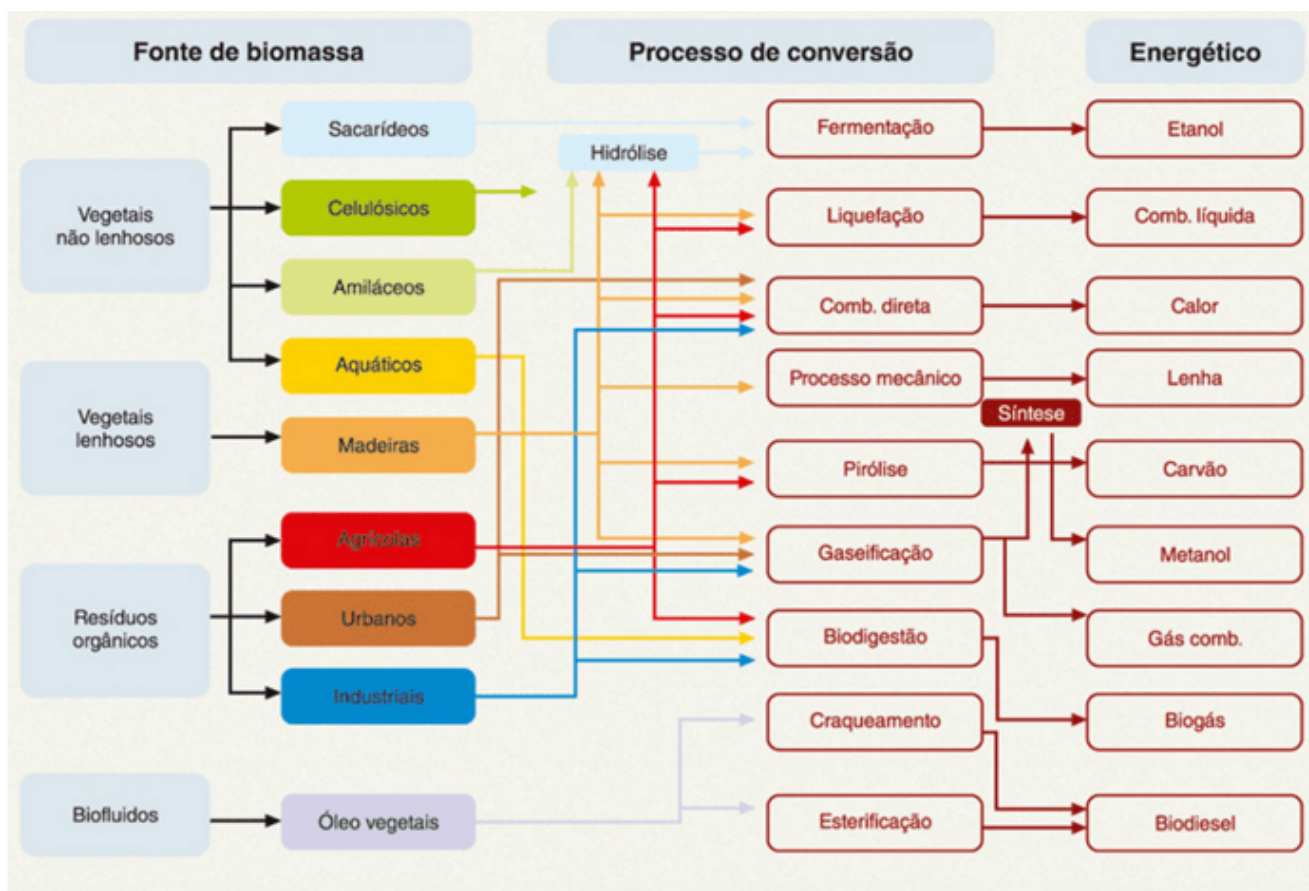 Fonte de biomassa
Processo de conversão
Energético
Vegetais
não lenhosos
Vegetais
lenhosos
Resíduos
orgânicos
Biofluidos
Sacarídeos
Celulósicos
Amiláceos
Aquáticos
Madeiras
Agrícolas
Urbanos
Industriais
Óleo vegetais
Hidrólise
Fermentação
Liquefação
Comb. direta
Processo mecânico
Pirólise
Gaseificação
Biodigestão
Craqueamento
Esterificação
Síntese
Etanol
Comb. líquida
Calor
Lenha
Carvão
Metanol
Gás comb.
Biogás
Biodiesel